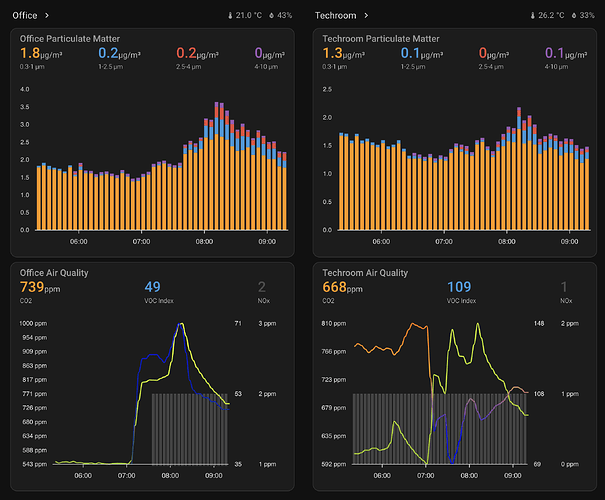 Office >
21.0 °C 43%
Office Particulate Matter
1.8µg/m³ 0.2µg/m³ 0.2µg/m³ 0µg/m³
0.3-1 µm 1-2.5 µm 2.5-4 µm 4-10 µm
4.0
3.5
3.0
2.5
2.0
1.5
1.0
0.5
0.0
06:00 07:00 08:00 09:00
Office Air Quality
739ppm 49 2
CO2 VOC Index NOx
1000 ppm 71 3 ppm
954 ppm
909 ppm
863 ppm
817 ppm
771 ppm 53 2 ppm
726 ppm
680 ppm
634 ppm
588 ppm
543 ppm 35 1 ppm
06:00 07:00 08:00 09:00
Techroom >
26.2 °C 33%
Techroom Particulate Matter
1.3µg/m³ 0.1µg/m³ 0µg/m³ 0.1µg/m³
0.3-1 µm 1-2.5 µm 2.5-4 µm 4-10 µm
2.5
2.0
1.5
1.0
0.5
0.0
06:00 07:00 08:00 09:00
Techroom Air Quality
668ppm 109 1
CO2 VOC Index NOx
810 ppm 148 2 ppm
766 ppm
723 ppm 108 1 ppm
679 ppm
635 ppm
592 ppm 69 0 ppm
06:00 07:00 08:00 09:00